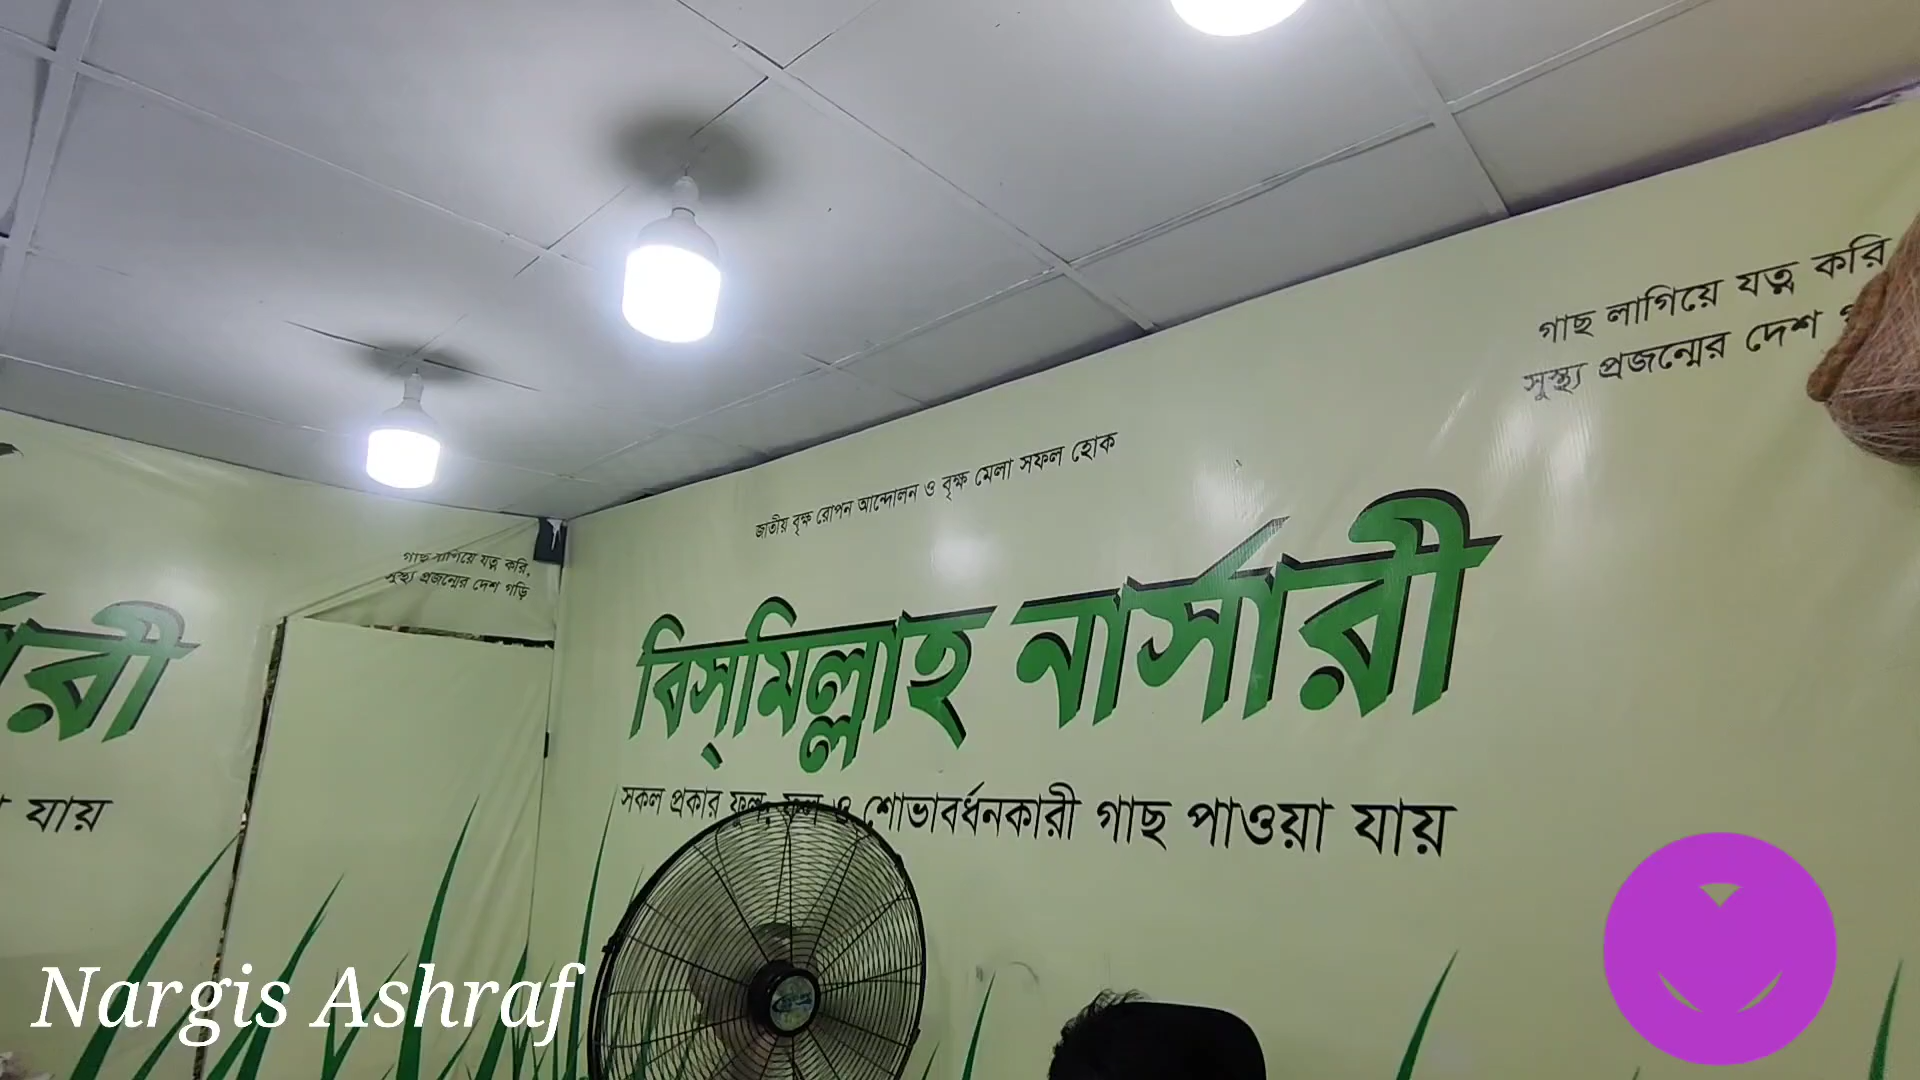 গাছ লাগিয়ে যত্ন করি
সুস্থ্য প্রজন্মের দেশ
জাতীয় বৃক্ষ রোপন আন্দোলন ও বৃক্ষ মেলা সফল হোক
গাছ লাগিয়ে যত্ন করি,
সুস্থ্য প্রজন্মের দেশ গড়ি
বিস্মিল্লাহ নার্সারী
রী
সকল প্রকার ফুল, ফল ও শোভাবর্ধনকারী গাছ পাওয়া যায়
যায়
Nargis Ashraf